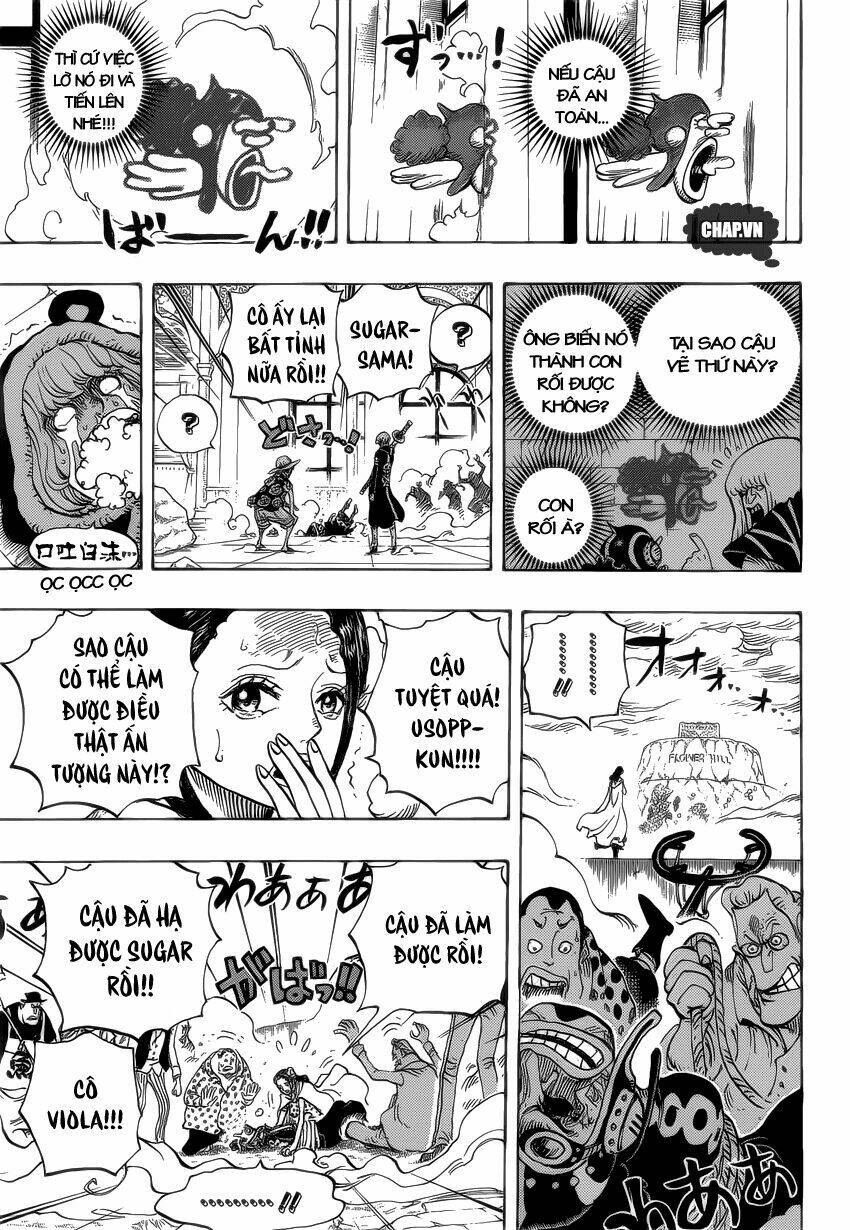 NẾU CẬU
ĐÃ AN
TOÀN...
ずっ…!
THÌ CỨ VIỆC
LỜ NÓ ĐI VÀ
TIẾN LÊN
NHÉ!!!
ばーーん!!
CHAP.VN
TẠI SAO CẬU
VẼ THỨ NÀY?
ÔNG BIẾN NÓ
THÀNH CON
RỐI ĐƯỢC
KHÔNG?
CON
RỐI À?
?
SUGAR-
SAMA!
CÔ ẤY LẠI
BẤT TỈNH
NỮA RỒI!!
?
どさっ…!
口吐白沫…
ỌC ỌCC ỌC
!!
オオオ…
FLOWER HILL
CẬU
TUYỆT QUÁ!
USOPP-
KUN!!!!
SAO CẬU
CÓ THỂ LÀM
ĐƯỢC ĐIỀU
THẬT ẤN
TƯỢNG NÀY!?
わああ
CẬU ĐÃ LÀM
ĐƯỢC RỒI!
わあぁぁ
がばっ!!
CẬU ĐÃ HẠ
ĐƯỢC SUGAR
RỒI!!
CÔ
VIOLA!!!
.......... !!